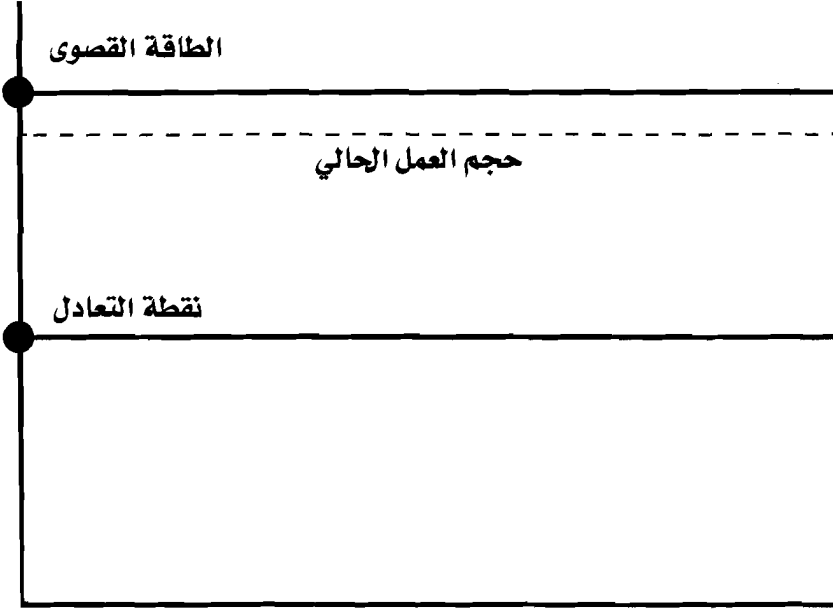 الطاقة القصوى
حجم العمل الحالي
نقطة التعادل